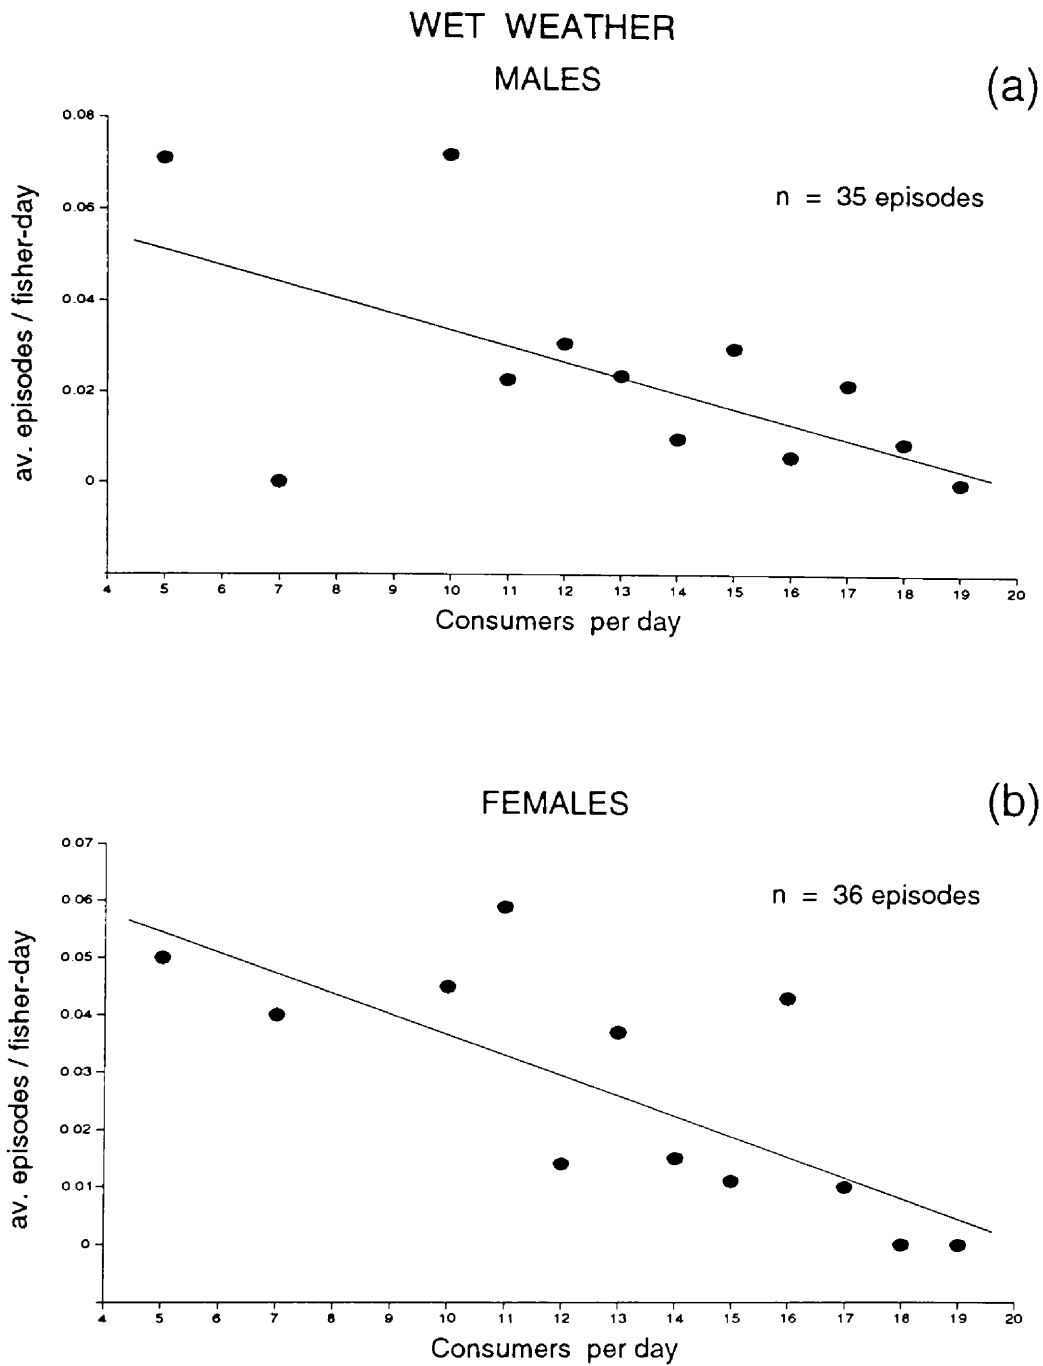 WET WEATHER
MALES
(a)
0.08
0.06
0.04
0.02
0
av. episodes / fisher-day
n = 35 episodes
4 5 6 7 8 9 10 11 12 13 14 15 16 17 18 19 20
Consumers per day
FEMALES
(b)
0.07
0.06
0.05
0.04
0.03
0.02
0.01
0
av. episodes / fisher-day
n = 36 episodes
4 5 6 7 8 9 10 11 12 13 14 15 16 17 18 19 20
Consumers per day